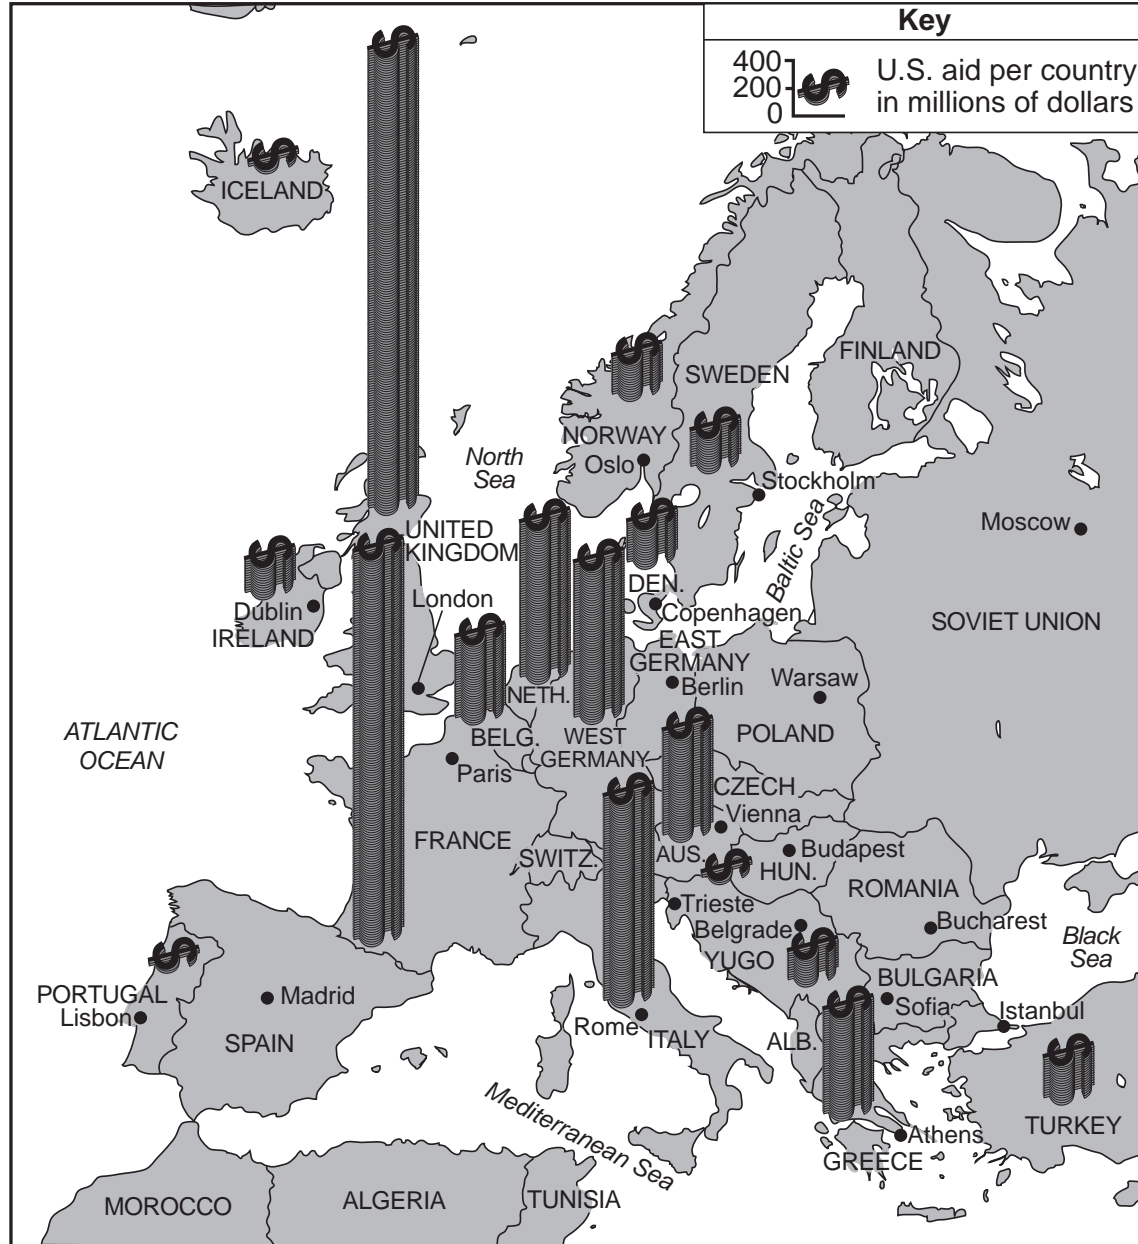 Key
400
200
0
U.S. aid per country
in millions of dollars
ICELAND
FINLAND
SWEDEN
NORWAY
Oslo
North
Sea
Stockholm
Moscow
Baltic Sea
UNITED
KINGDOM
DEN.
Copenhagen
London
Dublin
IRELAND
SOVIET UNION
EAST
GERMANY
Berlin
Warsaw
NETH.
POLAND
ATLANTIC
OCEAN
BELG.
WEST
GERMANY
Paris
CZECH
Vienna
FRANCE
SWITZ.
AUS.
Budapest
HUN.
ROMANIA
Trieste
Belgrade
Bucharest
Black
Sea
YUGO
BULGARIA
Sofia
Istanbul
PORTUGAL
Lisbon
Madrid
SPAIN
Rome
ITALY
ALB.
Mediterranean Sea
TURKEY
Athens
GREECE
MOROCCO
ALGERIA
TUNISIA